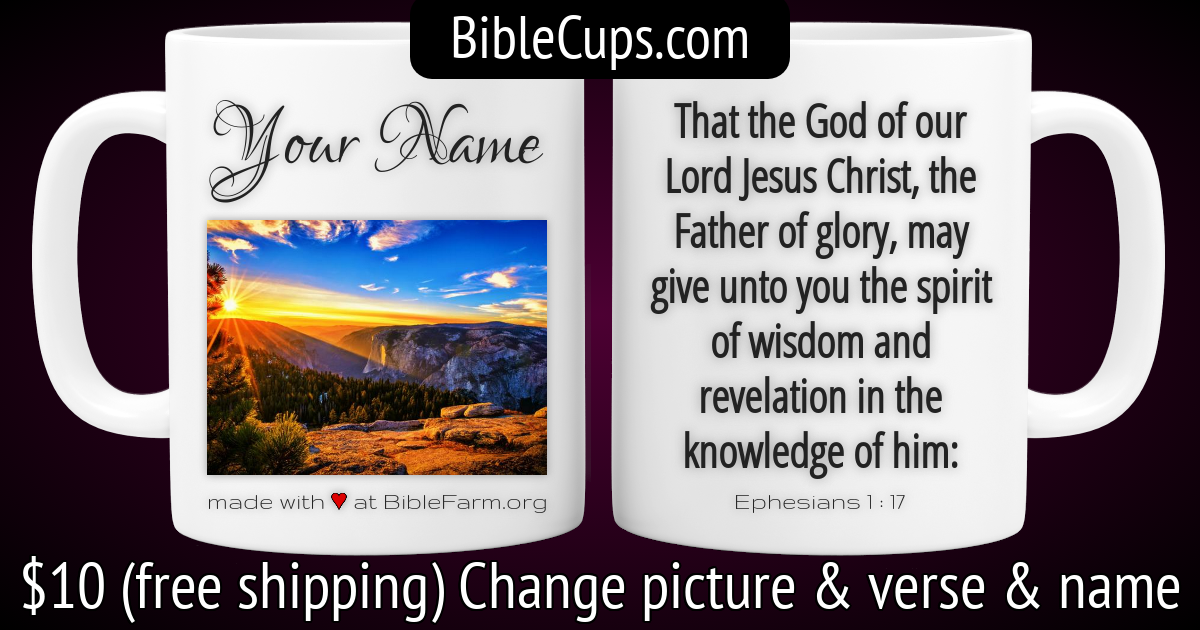 BibleCups.com
Your Name
made with ❤ at BibleFarm.org
That the God of our
Lord Jesus Christ, the
Father of glory, may
give unto you the spirit
of wisdom and
revelation in the
knowledge of him:
Ephesians 1 : 17
$10 (free shipping) Change picture & verse & name